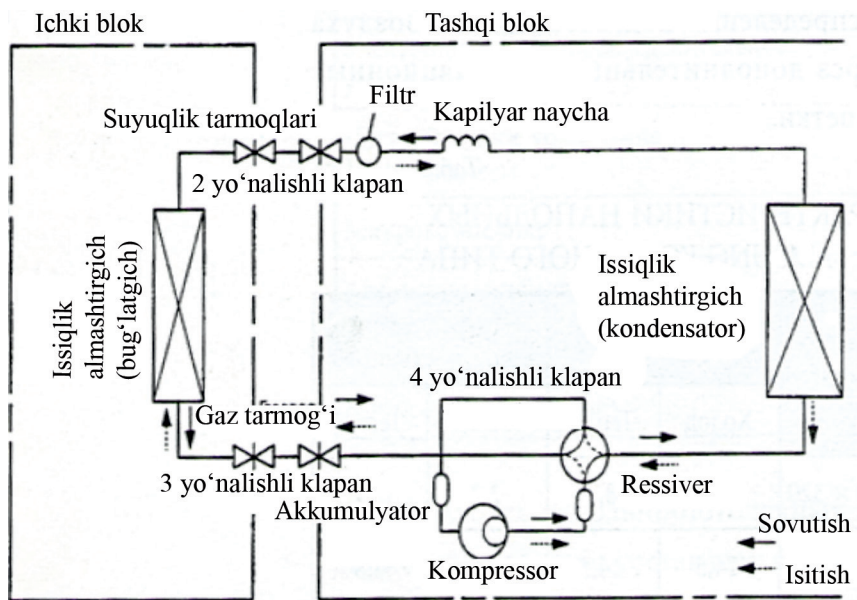 Ichki blok
Tashqi blok
Filtr
Kapilyar naycha
Suyuqlik tarmoqlari
2 yo‘nalishli klapan
Issiqlik
almashtirgich
(bug‘latgich)
Issiqlik
almashtirgich
(kondensator)
4 yo‘nalishli klapan
Gaz tarmog‘i
3 yo‘nalishli klapan
Akkumulyator
Ressiver
Kompressor
Sovutish
Isitish